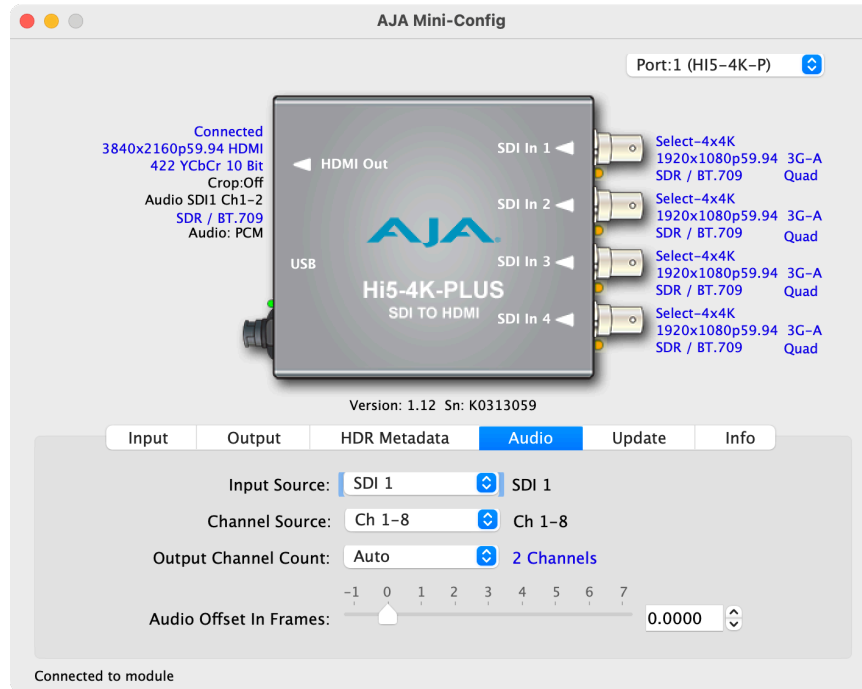 AJA Mini-Config
Port:1 (HI5-4K-P)
Connected
3840x2160p59.94 HDMI
422 YCbCr 10 Bit
Crop:Off
Audio SDI1 Ch1-2
SDR / BT.709
Audio: PCM
HDMI Out
USB
AJA
Hi5-4K-PLUS
SDI TO HDMI
SDI In 1
SDI In 2
SDI In 3
SDI In 4
Select-4x4K
1920x1080p59.94 3G-A
SDR / BT.709 Quad
Select-4x4K
1920x1080p59.94 3G-A
SDR / BT.709 Quad
Select-4x4K
1920x1080p59.94 3G-A
SDR / BT.709 Quad
Select-4x4K
1920x1080p59.94 3G-A
SDR / BT.709 Quad
Version: 1.12 Sn: K0313059
Input Output HDR Metadata Audio Update Info
Input Source: SDI 1 SDI 1
Channel Source: Ch 1-8 Ch 1-8
Output Channel Count: Auto 2 Channels
-1 0 1 2 3 4 5 6 7
Audio Offset In Frames: 0.0000
Connected to module